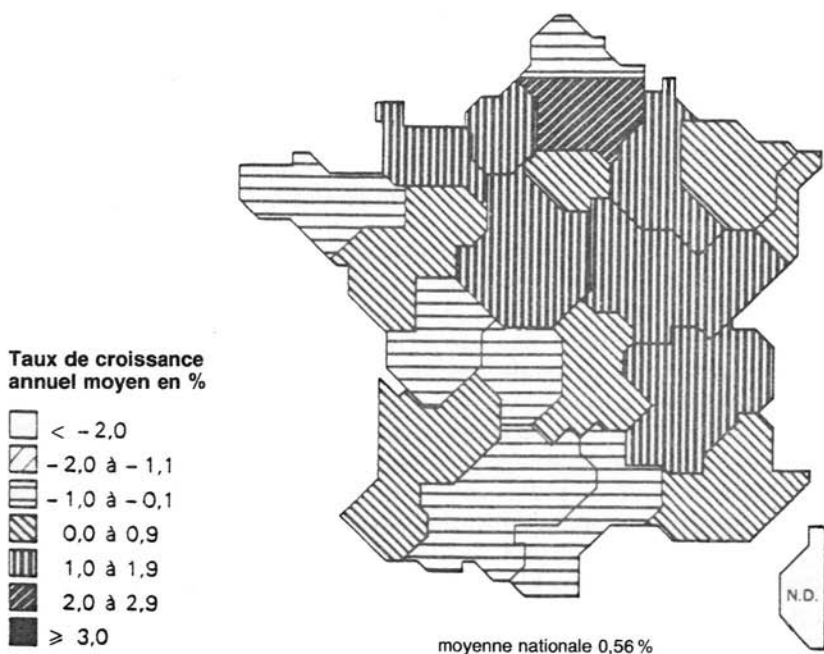 Taux de croissance
annuel moyen en %
< – 2,0
– 2,0 à – 1,1
– 1,0 à – 0,1
0,0 à 0,9
1,0 à 1,9
2,0 à 2,9
⩾ 3,0
N.D.
moyenne nationale 0,56 %